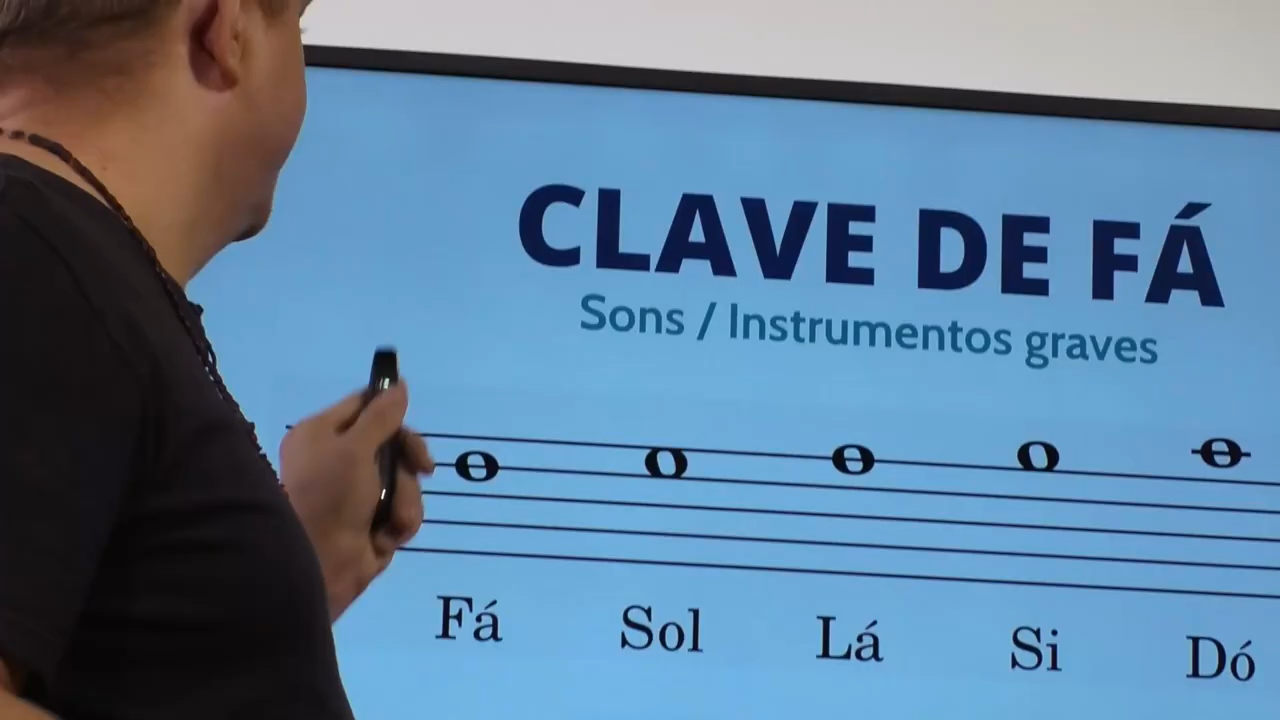 CLAVE DE FÁ
Sons / Instrumentos graves
Fá Sol Lá Si Dó